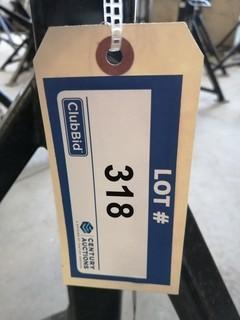 LOT #
318
ClubBid
CENTURY
AUCTIONS